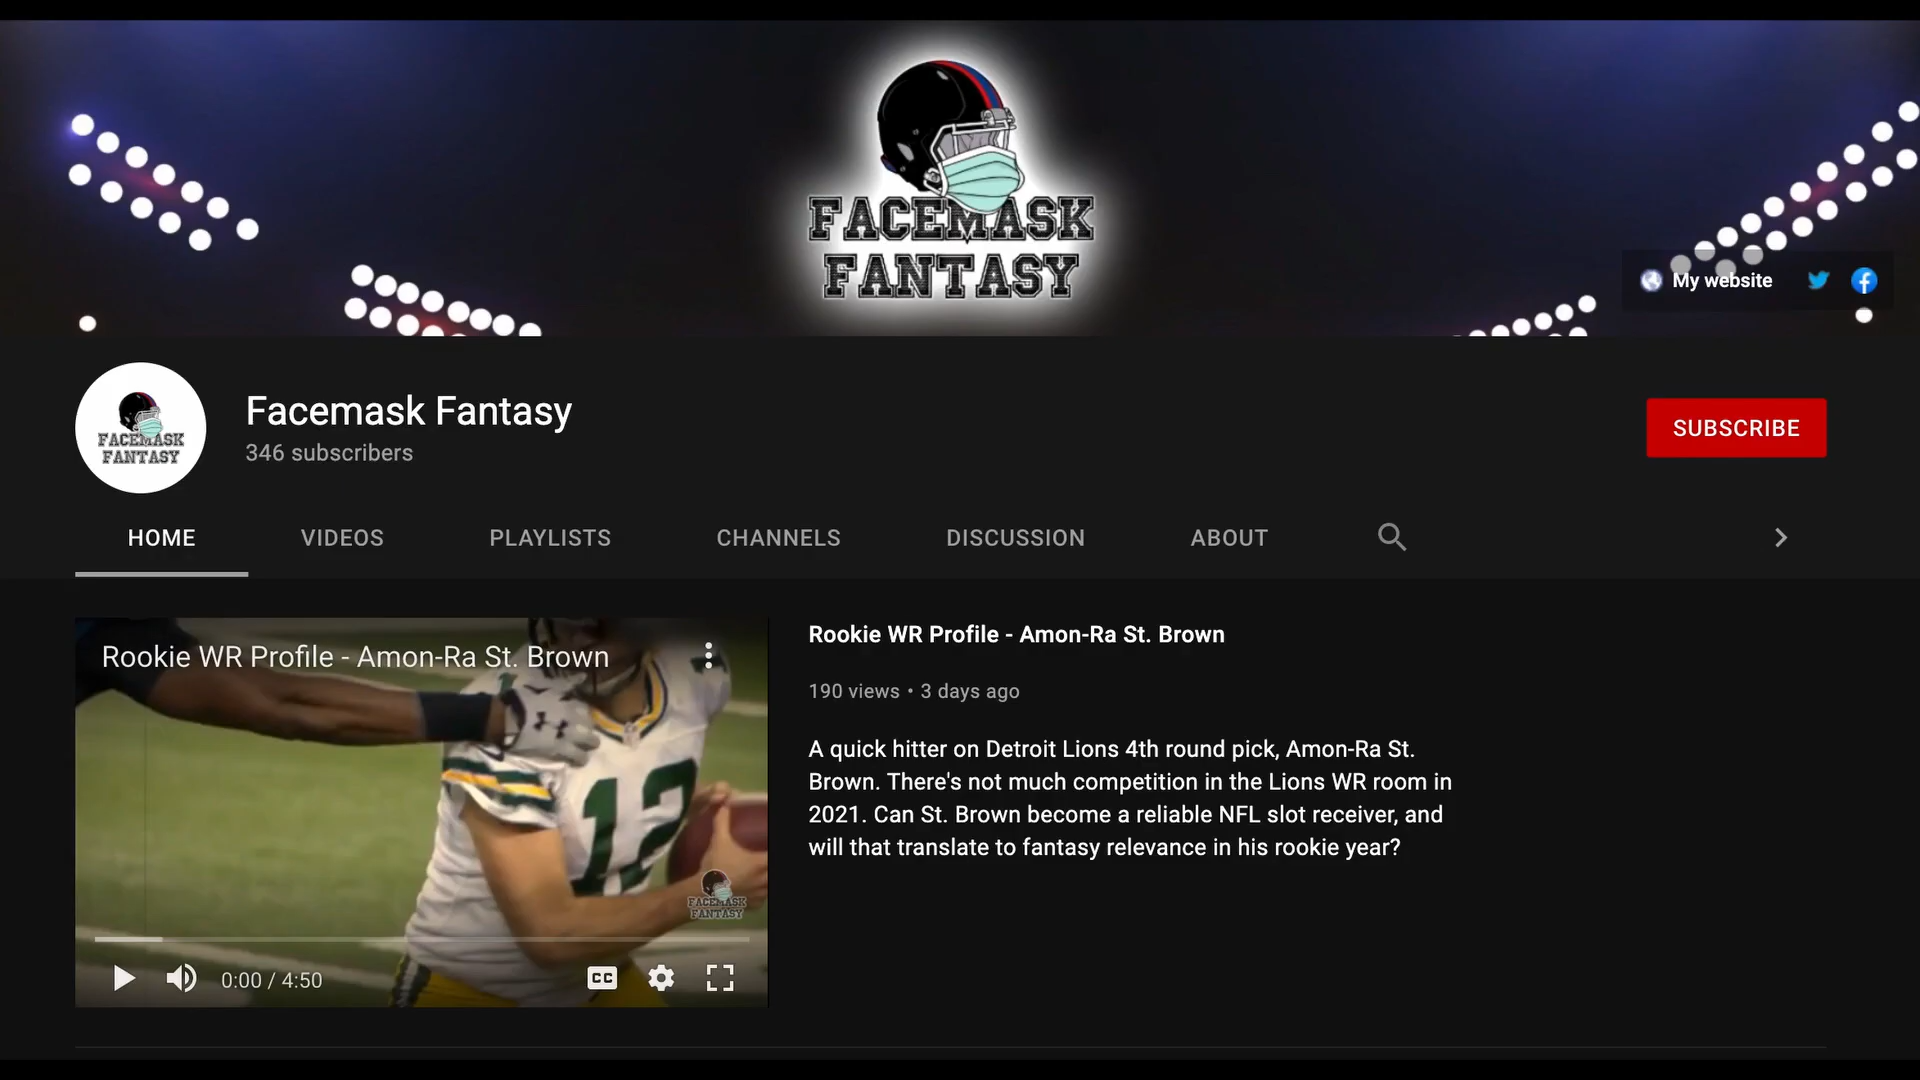 FACEMASK
FANTASY
My website
FACEMASK
FANTASY
Facemask Fantasy
346 subscribers
SUBSCRIBE
HOME
VIDEOS
PLAYLISTS
CHANNELS
DISCUSSION
ABOUT
Rookie WR Profile - Amon-Ra St. Brown
12
FACEMASK
FANTASY
0:00 / 4:50
CC
Rookie WR Profile - Amon-Ra St. Brown
190 views • 3 days ago
A quick hitter on Detroit Lions 4th round pick, Amon-Ra St.
Brown. There's not much competition in the Lions WR room in
2021. Can St. Brown become a reliable NFL slot receiver, and
will that translate to fantasy relevance in his rookie year?